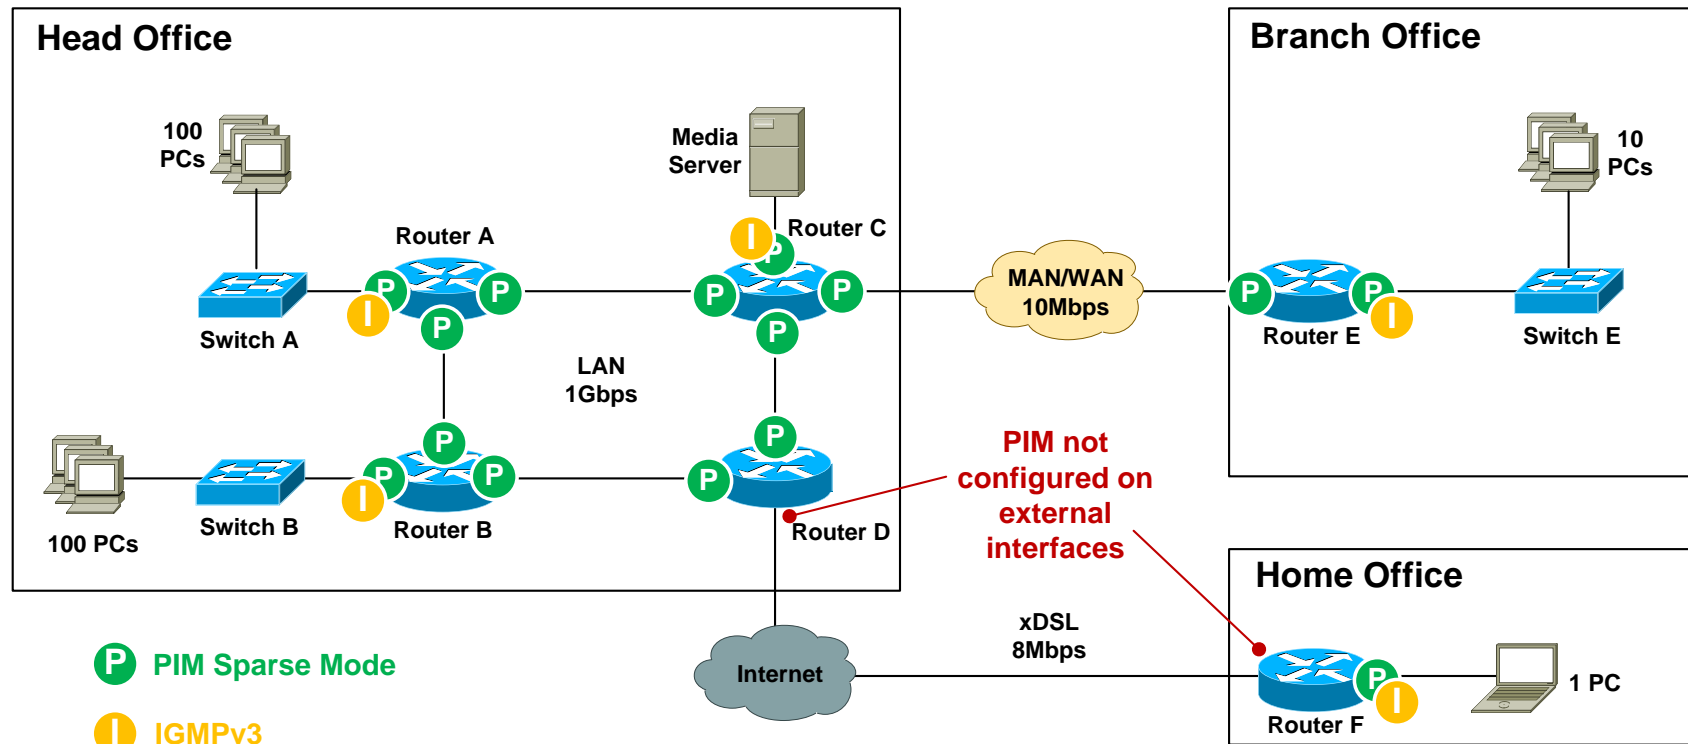 Head Office
Branch Office
100
PCs
Media
Server
10
PCs
Router A
I
P
Router C
P
P
I
P
P
P
P
MAN/WAN
10Mbps
P
P
I
Switch A
P
P
Router E
Switch E
LAN
1Gbps
P
P
P
I
P
P
Switch B
Router B
Router D
100 PCs
PIM not
configured on
external
interfaces
Home Office
xDSL
8Mbps
P
PIM Sparse Mode
Internet
P
I
1 PC
Router F
I
IGMPv3